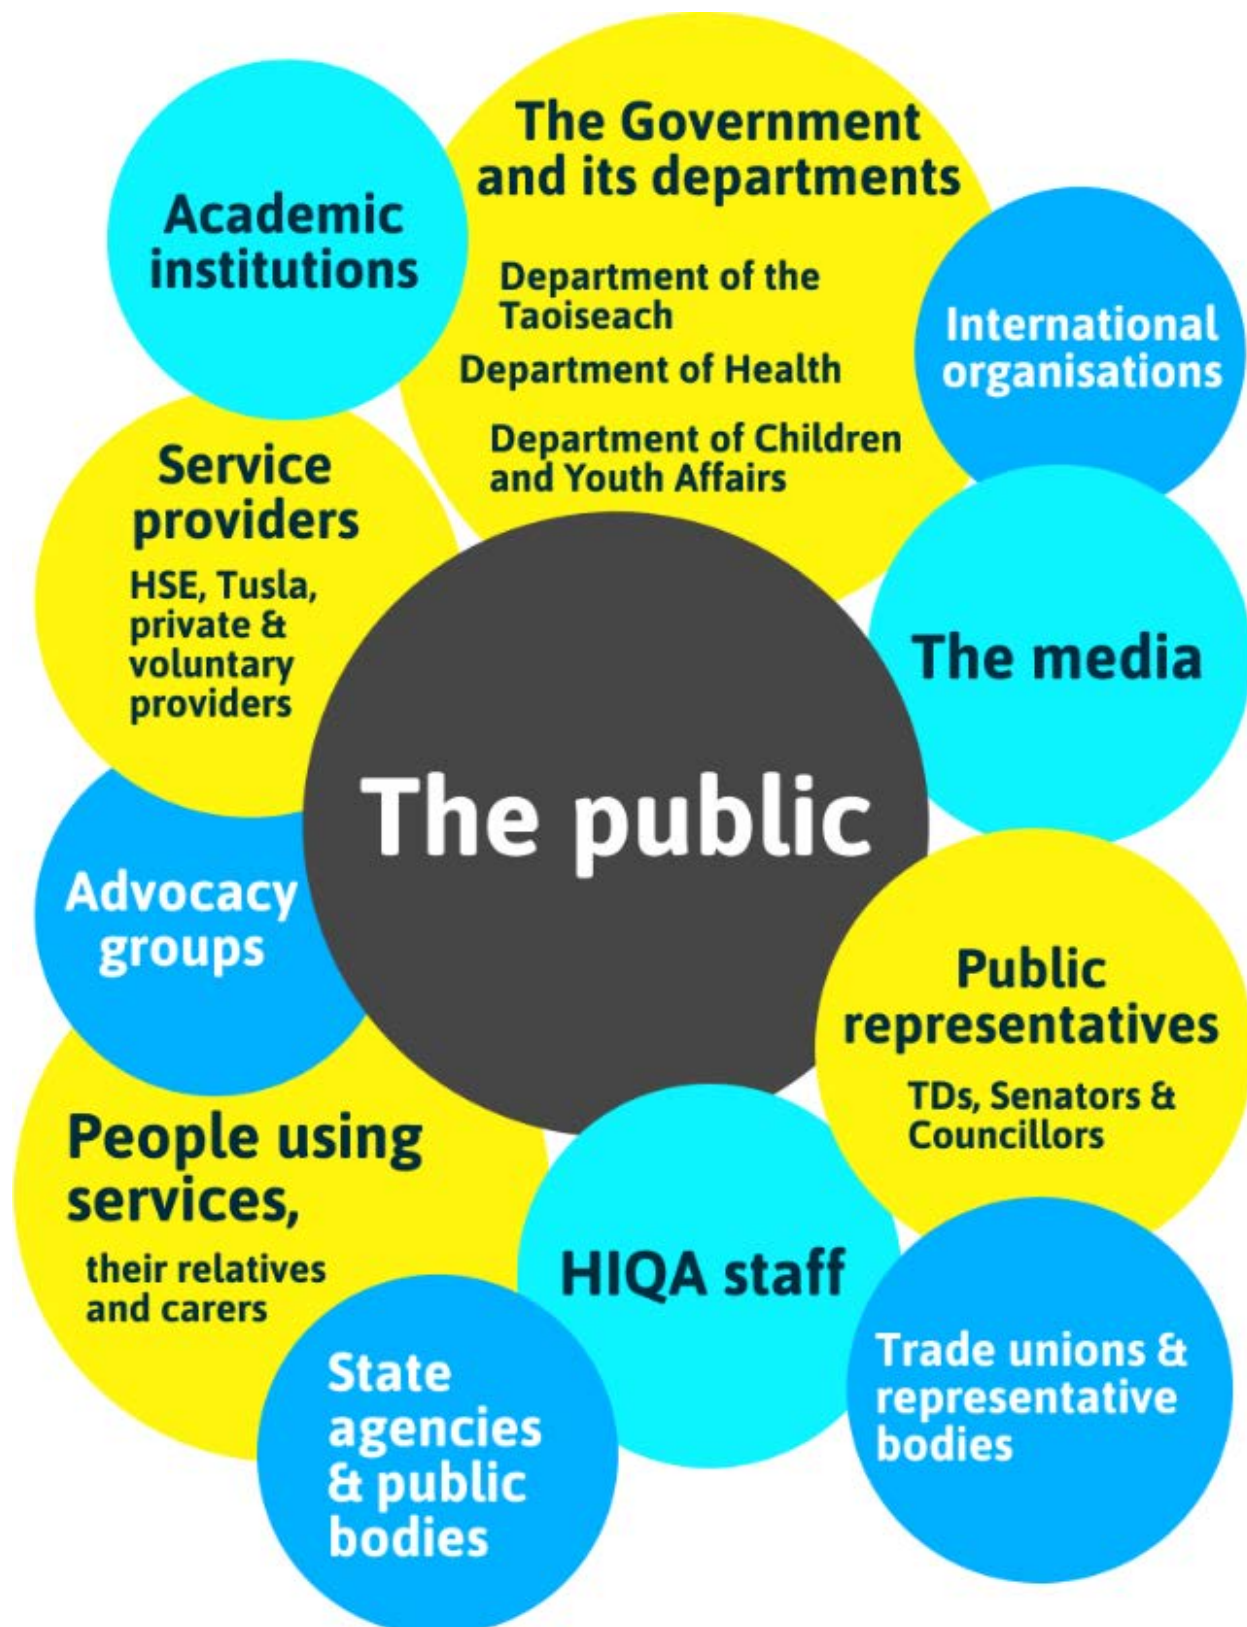 The Government
and its departments
Department of the
Taoiseach
Department of Health
Department of Children
and Youth Affairs
Academic
institutions
International
organisations
Service
providers
HSE, Tusla,
private &
voluntary
providers
The media
The public
Advocacy
groups
Public
representatives
TDs, Senators &
Councillors
People using
services,
their relatives
and carers
HIQA staff
State
agencies
& public
bodies
Trade unions &
representative
bodies